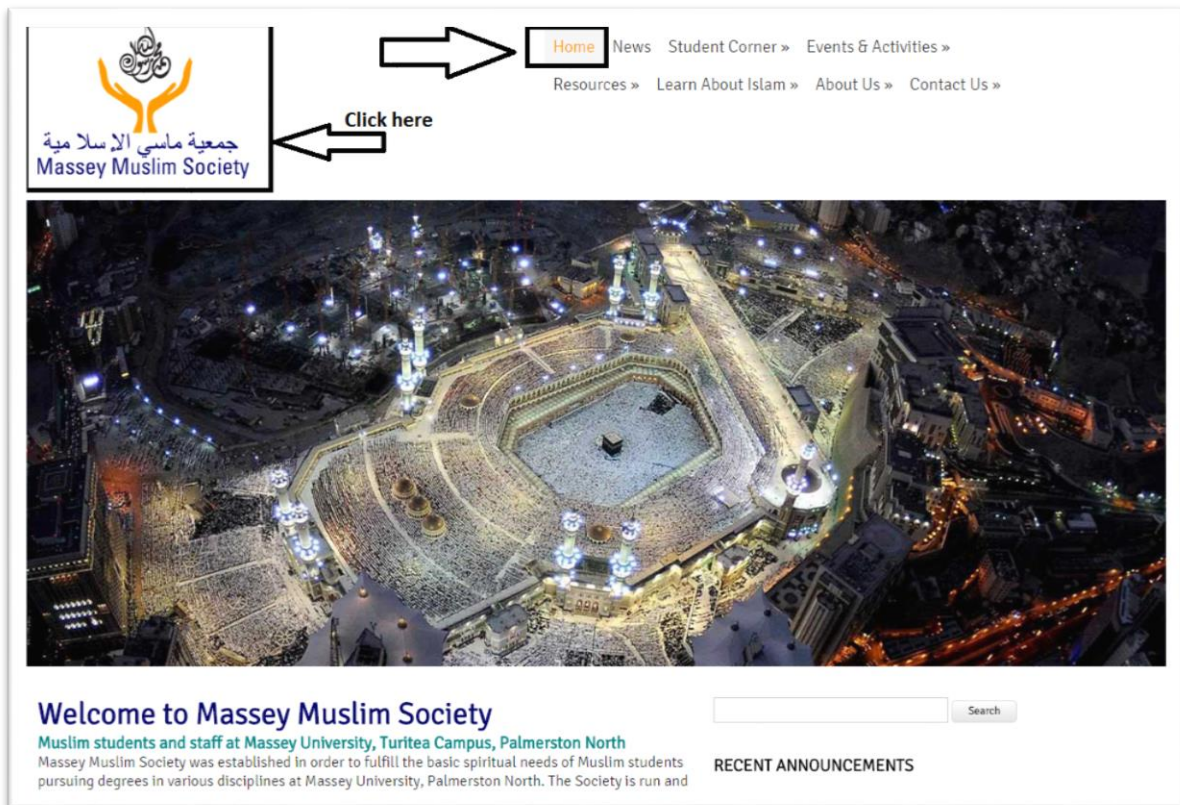 Home News Student Corner » Events & Activities »
Resources » Learn About Islam » About Us » Contact Us »
Click here
جمعية ماسي الإسلامية
Massey Muslim Society
Welcome to Massey Muslim Society
Muslim students and staff at Massey University, Turitea Campus, Palmerston North
Massey Muslim Society was established in order to fulfill the basic spiritual needs of Muslim students
pursuing degrees in various disciplines at Massey University, Palmerston North. The Society is run and
Search
RECENT ANNOUNCEMENTS